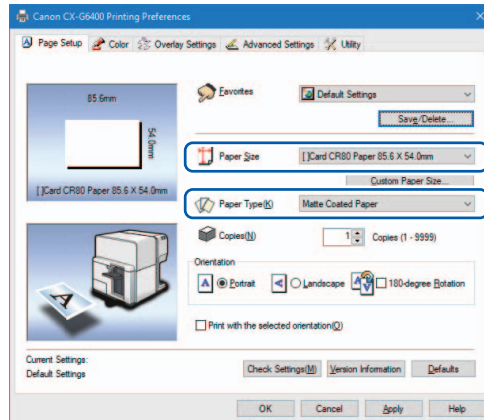 Canon CX-G6400 Printing Preferences
Page Setup Color Overlay Settings Advanced Settings Utility
85.6mm
54.0mm
[ ]Card CR80 Paper 85.6 X 54.0mm
Favorites Default Settings
Save/Delete...
Paper Size [ ]Card CR80 Paper 85.6 X 54.0mm
Custom Paper Size...
Paper Type(K) Matte Coated Paper
Copies(N) 1 Copies (1 - 9999)
Orientation
A Portrait A Landscape A 180-degree Rotation
Print with the selected orientation(O)
A
Current Settings:
Default Settings
Check Settings(M) Version Information Defaults
OK Cancel Apply Help